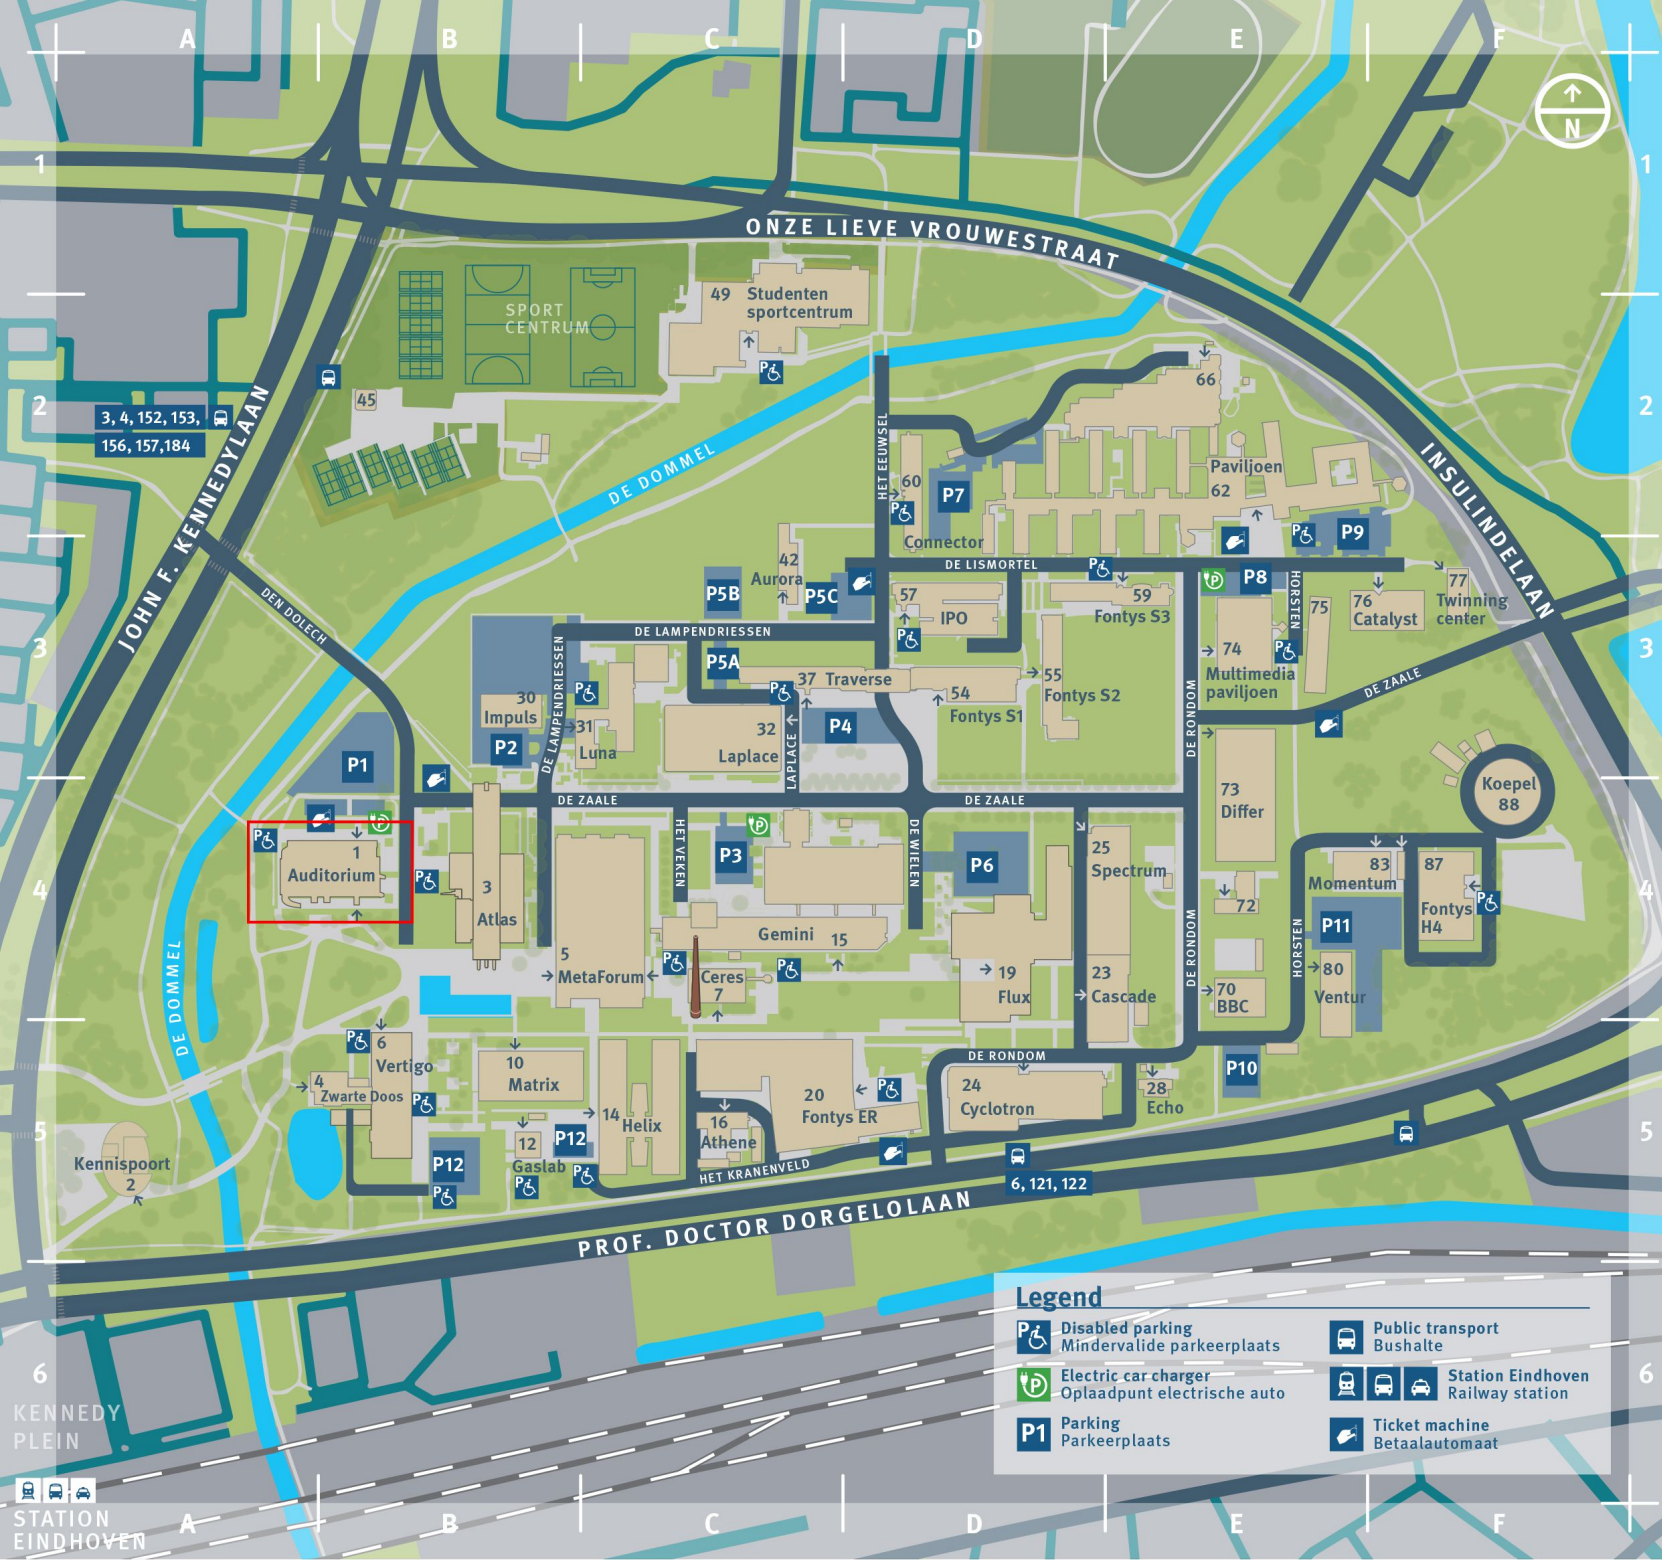 A
B
C
D
E
F
N
1
1
ONZE LIEVE VROUWESTRAAT
49 Studenten
sportcentrum
SPORT
CENTRUM
45
2
2
3, 4, 152, 153,
156, 157,184
JOHN F. KENNEDYLAAN
DE DOMMEL
HET EEUWSEL
66
60
P7
Connector
Paviljoen
62
P9
INSULINDELAAN
42
Aurora
P5B
P5C
DE LISMORTEL
57
IPO
59
Fontys S3
P8
HORSTEN
75
76
Catalyst
77
Twinning
center
DEN DOLECH
3
3
DE LAMPENDRIESSEN
DE LAMPENDRIESSEN
P5A
37 Traverse
54
Fontys S1
55
Fontys S2
74
Multimedia
paviljoen
DE ZAALE
DE RONDOM
30
Impuls
P2
31
Luna
32
Laplace
LAPLACE
P4
P1
DE ZAALE
DE ZAALE
73
Differ
Koepel
88
1
Auditorium
3
Atlas
HET VEKEN
P3
DE WIELEN
P6
25
Spectrum
72
83
Momentum
87
Fontys
H4
4
4
P11
HORSTEN
DE RONDOM
5
MetaForum
Gemini 15
Ceres
7
19
Flux
23
Cascade
70
BBC
80
Ventur
DE DOMMEL
6
Vertigo
4
Zwarte Doos
10
Matrix
14
Helix
20
Fontys ER
16
Athene
DE RONDOM
24
Cyclotron
28
Echo
P10
5
5
Kennispoort
2
P12
12
Gaslab
P12
HET KRANENVELD
6, 121, 122
PROF. DOCTOR DORGELOLAAN
6
6
KENNEDY
PLEIN
STATION
EINDHOVEN
Legend
Disabled parking
Mindervalide parkeerplaats
Electric car charger
Oplaadpunt electrische auto
P1
Parking
Parkeerplaats
Public transport
Bushalte
Station Eindhoven
Railway station
Ticket machine
Betaalautomaat
A
B
C
D
E
F